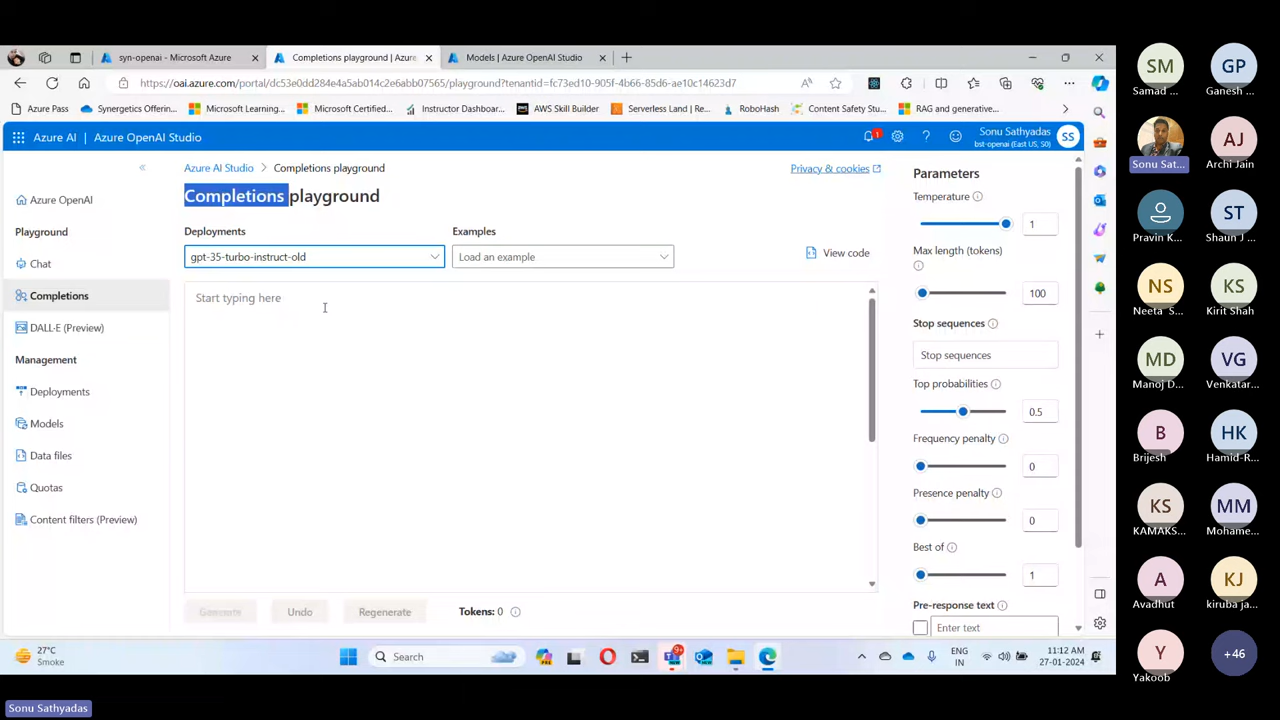 syn-openai - Microsoft Azure
Completions playground | Azure
Models | Azure OpenAI Studio
https://oai.azure.com/portal/dc53e0dd284e4a5ab014c2e6abb07565/playground?tenantid=fc73ed10-905f-4b66-85d6-ae10c14623d7
Azure Pass
Synergetics Offering...
Microsoft Learning...
Microsoft Certified...
Instructor Dashboar...
AWS Skill Builder
Serverless Land | Re...
RoboHash
Content Safety Stu...
RAG and generative...
Azure AI | Azure OpenAI Studio
1
Sonu Sathyadas
bst-openai (East US, S0)
SS
Azure OpenAI
Playground
Chat
Completions
DALL·E (Preview)
Management
Deployments
Models
Data files
Quotas
Content filters (Preview)
Azure AI Studio > Completions playground
Privacy & cookies
Completions playground
Deployments
gpt-35-turbo-instruct-old
Examples
Load an example
View code
Start typing here
Generate
Undo
Regenerate
Tokens: 0
Parameters
Temperature
1
Max length (tokens)
100
Stop sequences
Stop sequences
Top probabilities
0.5
Frequency penalty
0
Presence penalty
0
Best of
1
Pre-response text
Enter text
27°C
Smoke
Search
9+
ENG
IN
11:12 AM
27-01-2024
SM
Samad ...
GP
Ganesh ...
Sonu Sat...
AJ
Archi Jain
Pravin K...
ST
Shaun J ...
NS
Neeta S...
KS
Kirit Shah
MD
Manoj D...
VG
Venkatar...
B
Brijesh
HK
Hamid-R...
KS
KAMAKS...
MM
Mohame...
A
Avadhut
KJ
kiruba ja...
Y
Yakoob
+46
Sonu Sathyadas